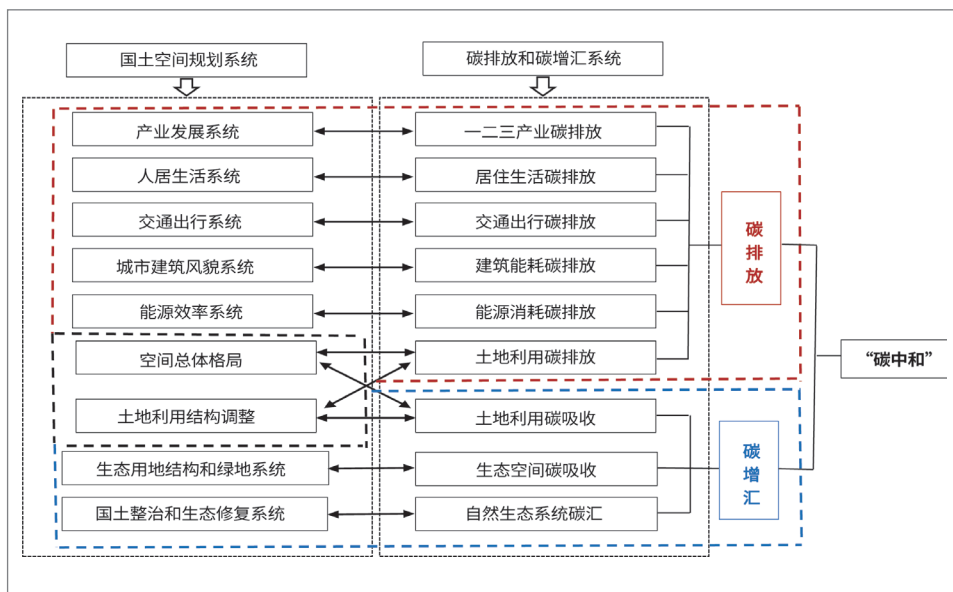 国土空间规划系统
碳排放和碳增汇系统
产业发展系统
一二三产业碳排放
人居生活系统
居住生活碳排放
交通出行系统
交通出行碳排放
城市建筑风貌系统
建筑能耗碳排放
能源效率系统
能源消耗碳排放
空间总体格局
土地利用碳排放
土地利用结构调整
土地利用碳吸收
生态用地结构和绿地系统
生态空间碳吸收
国土整治和生态修复系统
自然生态系统碳汇
碳排放
碳增汇
“碳中和”